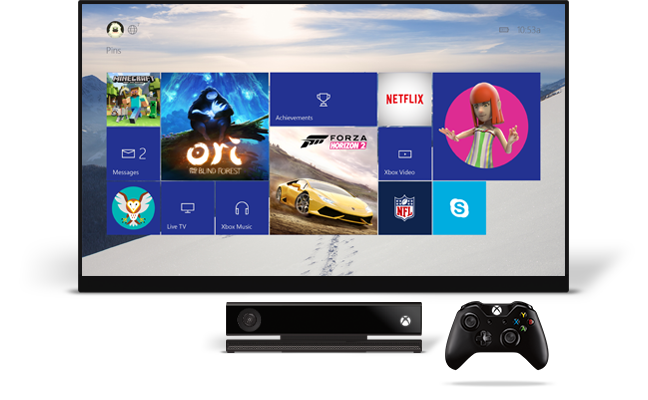 10:53a
Pins
MINECRAFT
ori
AND THE BLIND FOREST
Achievements
NETFLIX
FORZA
HORIZON 2
2
Messages
Xbox Video
Live TV
Xbox Music
NFL
S
X
Y
B
A